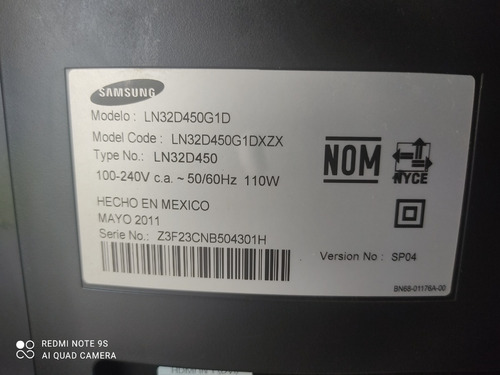 SAMSUNG
Modelo : LN32D450G1D
Model Code : LN32D450G1DXZX
Type No.: LN32D450
100-240V c.a. ~ 50/60Hz 110W
NOM
NYCE
HECHO EN MEXICO
MAYO 2011
Serie No.: Z3F23CNB504301H
Version No : SP04
BN68-01176A-00
REDMI NOTE 9S
AI QUAD CAMERA